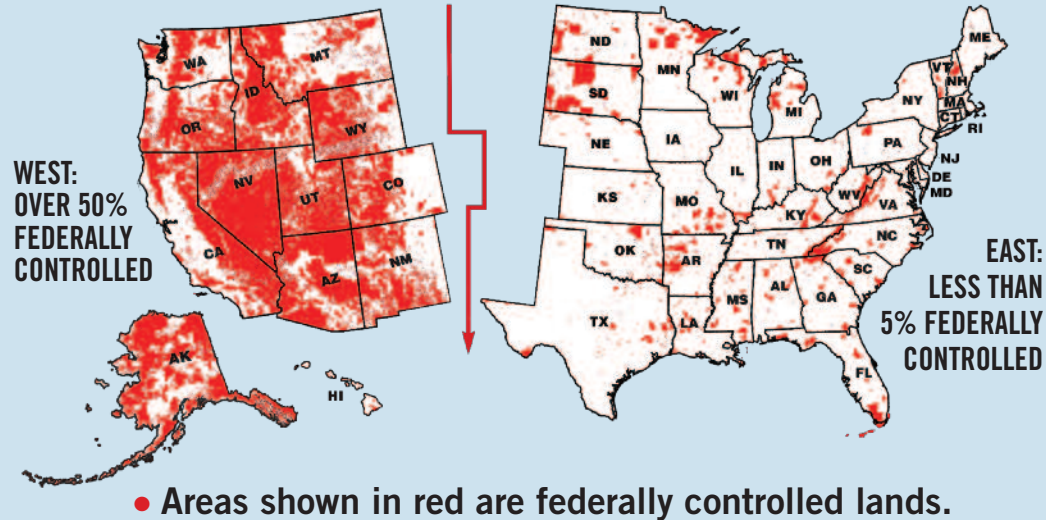 WEST:
OVER 50%
FEDERALLY
CONTROLLED
WA
MT
ID
OR
WY
NV
UT
CO
CA
AZ
NM
AK
HI
ND
MN
SD
WI
MI
NE
IA
IL
IN
OH
PA
NY
VT
NH
ME
MA
CT
RI
NJ
DE
MD
KS
MO
KY
WV
VA
OK
AR
TN
NC
SC
TX
LA
MS
AL
GA
FL
EAST:
LESS THAN
5% FEDERALLY
CONTROLLED
• Areas shown in red are federally controlled lands.